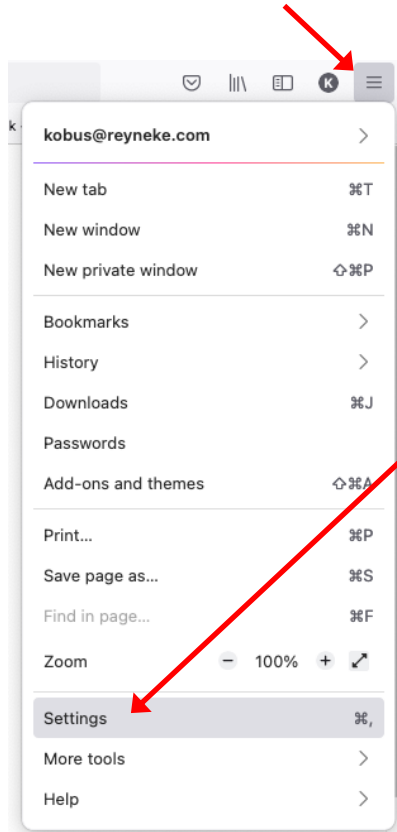 K
k
kobus@reyneke.com
New tab ⌘T
New window ⌘N
New private window ⇧⌘P
Bookmarks
History
Downloads ⌘J
Passwords
Add-ons and themes ⇧⌘A
Print... ⌘P
Save page as... ⌘S
Find in page... ⌘F
Zoom − 100% +
Settings ⌘,
More tools
Help